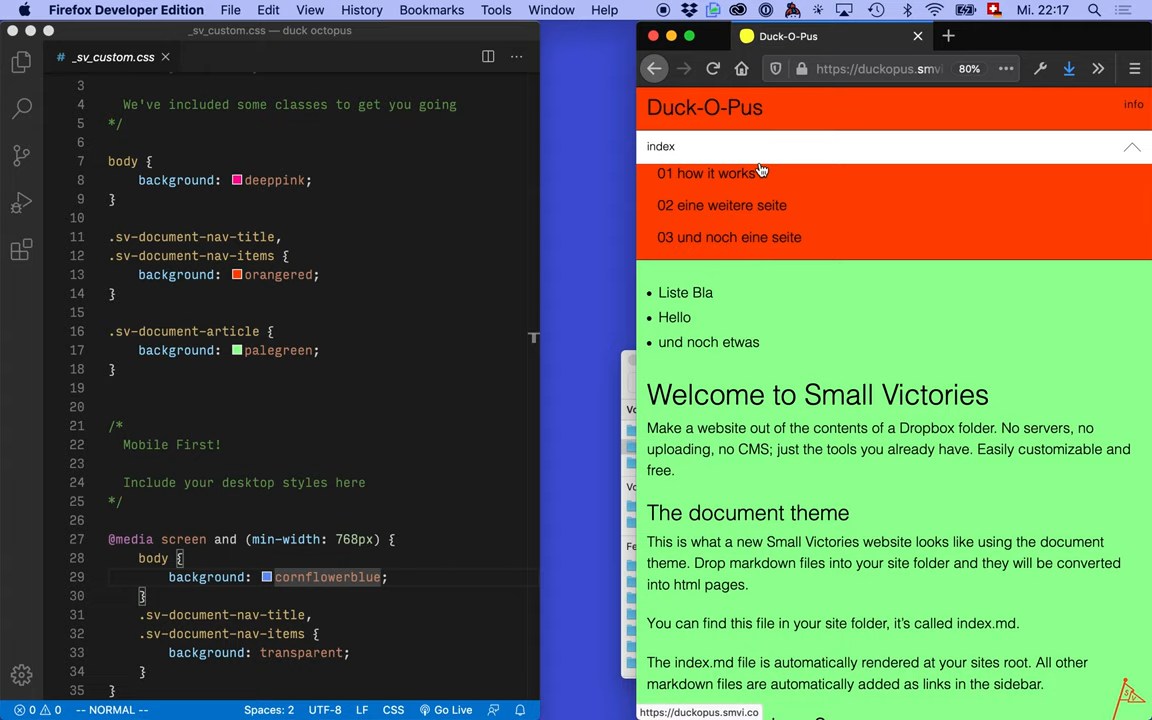 Firefox Developer Edition File Edit View History Bookmarks Tools Window Help Mi. 22:17
_sv_custom.css — duck octopus
# _sv_custom.css
3
4 We've included some classes to get you going
5 */
6
7 body {
8 background: deeppink;
9 }
10
11 .sv-document-nav-title,
12 .sv-document-nav-items {
13 background: orangered;
14 }
15
16 .sv-document-article {
17 background: palegreen;
18 }
19
20
21 /*
22 Mobile First!
23
24 Include your desktop styles here
25 */
26
27 @media screen and (min-width: 768px) {
28 body {
29 background: cornflowerblue;
30 }
31 .sv-document-nav-title,
32 .sv-document-nav-items {
33 background: transparent;
34 }
35 }
0 0 -- NORMAL -- Spaces: 2 UTF-8 LF CSS Go Live
Duck-O-Pus
https://duckopus.smvi 80%
Duck-O-Pus
info
index
01 how it works
02 eine weitere seite
03 und noch eine seite
• Liste Bla
• Hello
• und noch etwas
Welcome to Small Victories
Make a website out of the contents of a Dropbox folder. No servers, no
uploading, no CMS; just the tools you already have. Easily customizable and
free.
The document theme
This is what a new Small Victories website looks like using the document
theme. Drop markdown files into your site folder and they will be converted
into html pages.
You can find this file in your site folder, it's called index.md.
The index.md file is automatically rendered at your sites root. All other
markdown files are automatically added as links in the sidebar.
https://duckopus.smvi.co